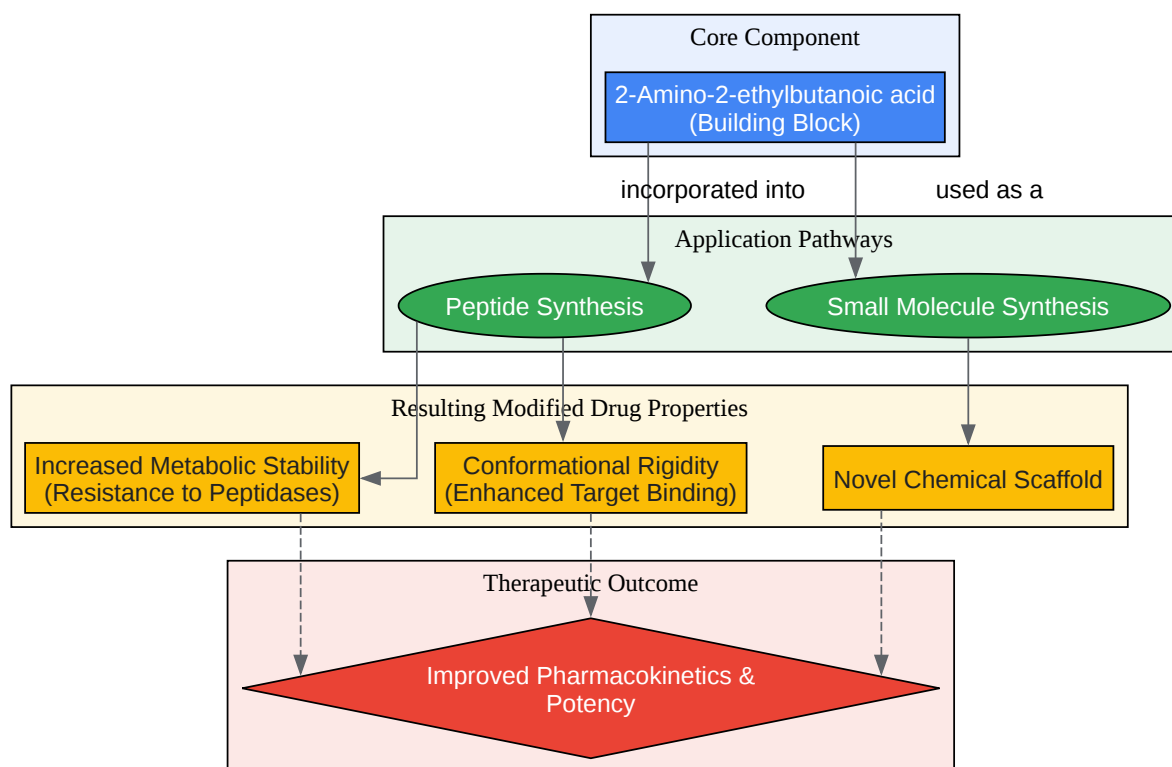 Core Component
2-Amino-2-ethylbutanoic acid
(Building Block)
incorporated into
used as a
Application Pathways
Peptide Synthesis
Small Molecule Synthesis
Resulting Modified Drug Properties
Increased Metabolic Stability
(Resistance to Peptidases)
Conformational Rigidity
(Enhanced Target Binding)
Novel Chemical Scaffold
Therapeutic Outcome
Improved Pharmacokinetics &
Potency